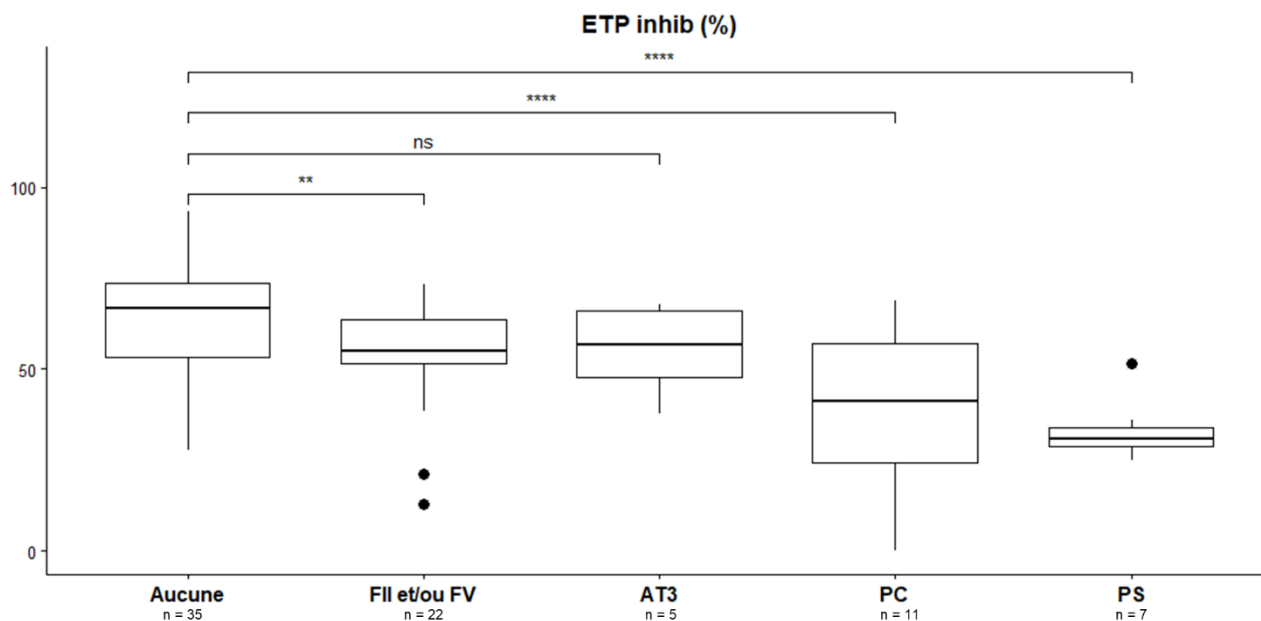 ETP inhib (%)
****
****
ns
**
100
50
0
Aucune FII et/ou FV AT3 PC PS
n = 35 n = 22 n = 5 n = 11 n = 7